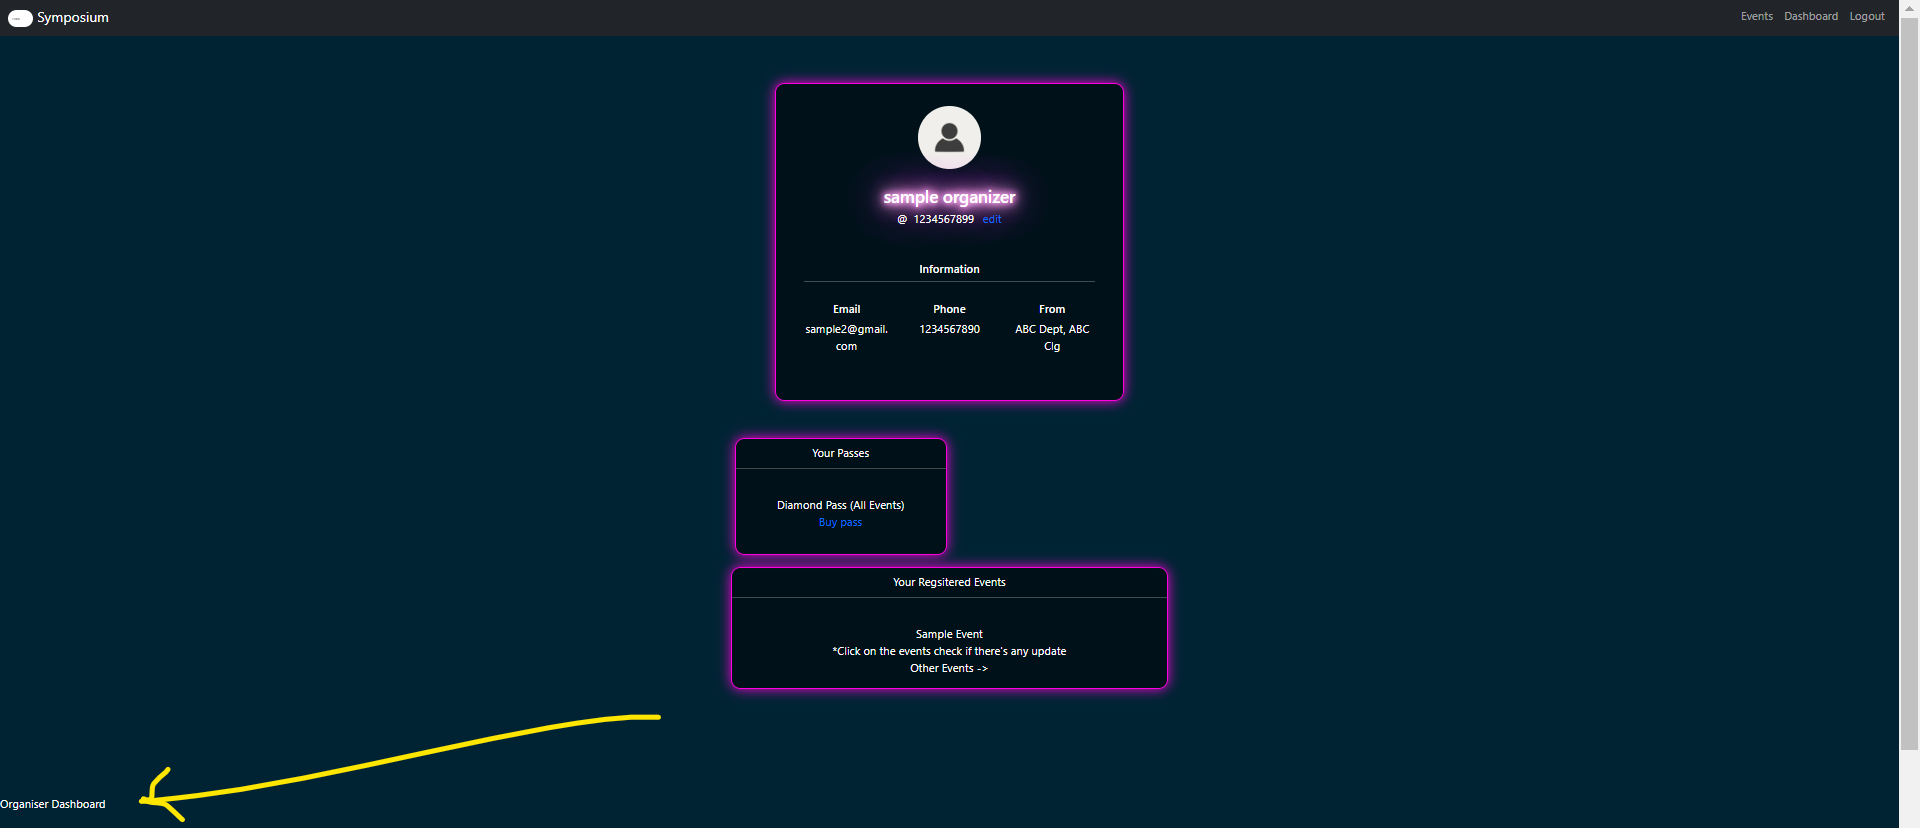 Symposium
Events Dashboard Logout
sample organizer
@ 1234567899 edit
Information
Email Phone From
sample2@gmail. 1234567890 ABC Dept, ABC
com Clg
Your Passes
Diamond Pass (All Events)
Buy pass
Your Regsitered Events
Sample Event
*Click on the events check if there's any update
Other Events ->
Organiser Dashboard